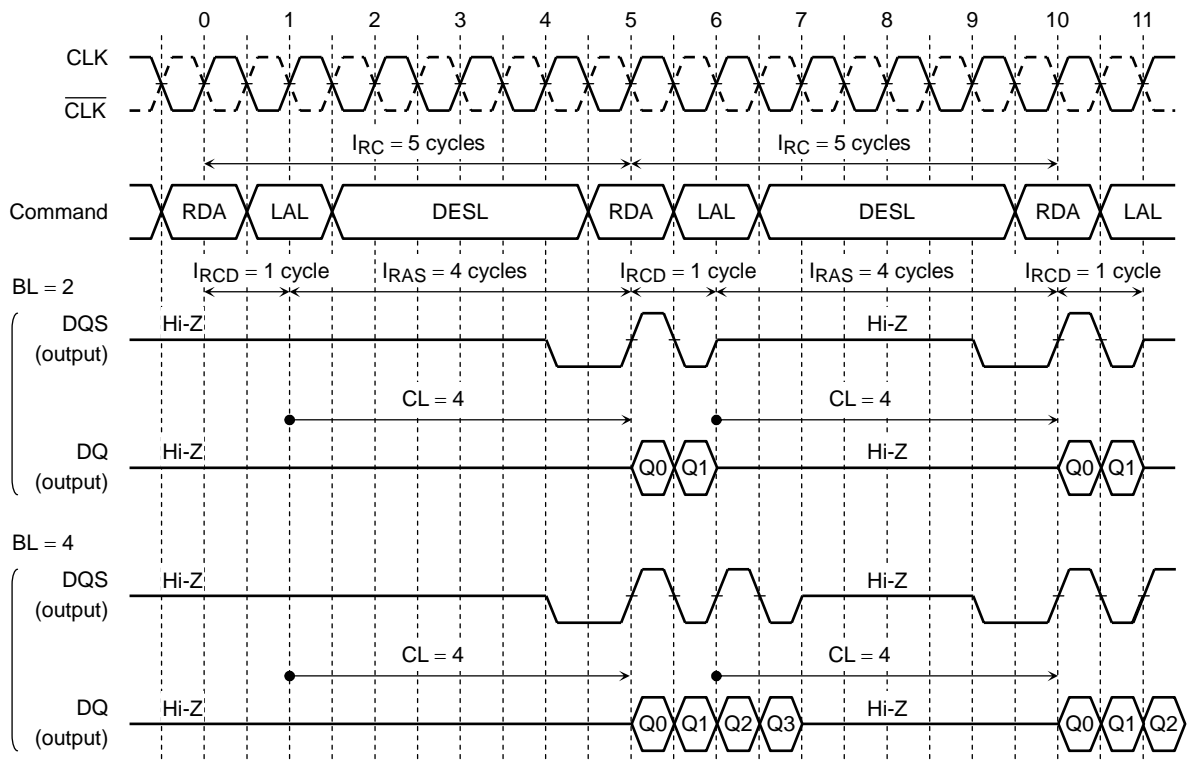 0 1 2 3 4 5 6 7 8 9 10 11
CLK
CLK
IRC = 5 cycles IRC = 5 cycles
Command RDA LAL DESL RDA LAL DESL RDA LAL
IRCD = 1 cycle IRAS = 4 cycles IRCD = 1 cycle IRAS = 4 cycles IRCD = 1 cycle
BL = 2
DQS Hi-Z Hi-Z
(output)
CL = 4 CL = 4
DQ Hi-Z Q0 Q1 Hi-Z Q0 Q1
(output)
BL = 4
DQS Hi-Z Hi-Z
(output)
CL = 4 CL = 4
DQ Hi-Z Q0 Q1 Q2 Q3 Hi-Z Q0 Q1 Q2
(output)